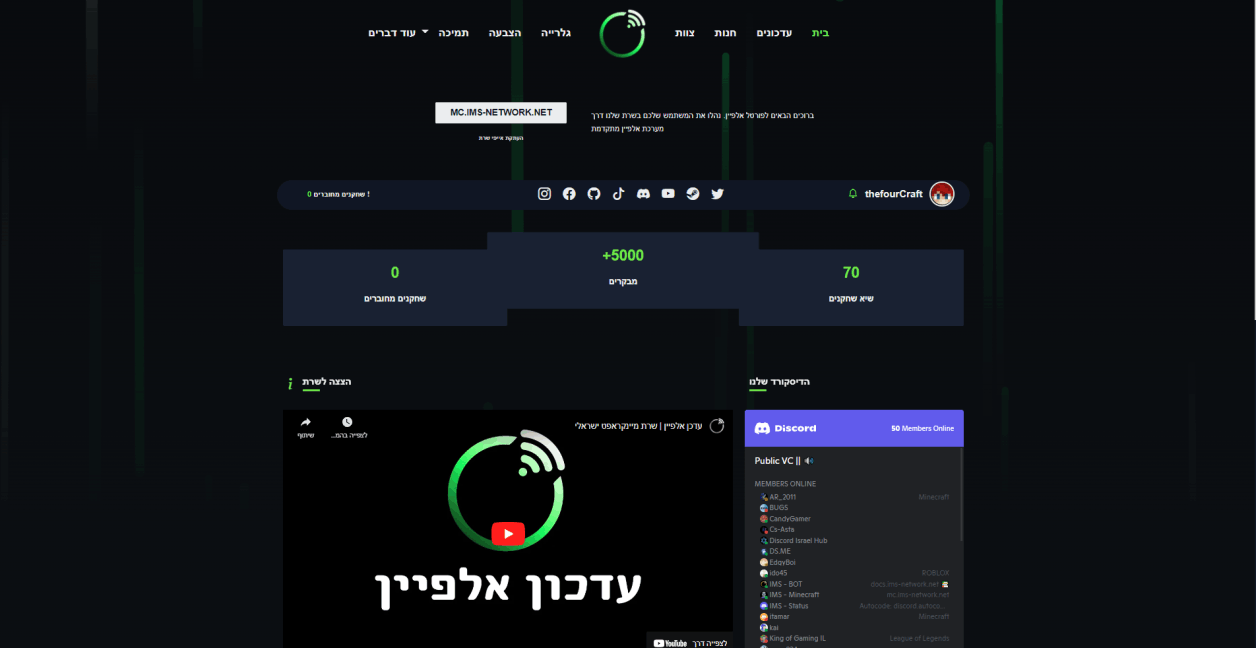 בית
עדכונים
חנות
צוות
גלרייה
הצבעה
תמיכה
עוד דברים
ברוכים הבאים לפורטל אלפיין. נהלו את המשתמש שלכם בשרת שלנו דרך
מערכת אלפיין מתקדמת
MC.IMS-NETWORK.NET
העתקת אייפי שרת
thefourCraft
שחקנים מחוברים 0 !
70
שיא שחקנים
+5000
מבקרים
0
שחקנים מחוברים
הדיסקורד שלנו
הצצה לשרת
עדכון אלפיין | שרת מיינקראפט ישראלי
לצפייה בהמ...
שיתוף
עדכון אלפיין
לצפייה דרך YouTube
Discord
50 Members Online
Public VC ||
MEMBERS ONLINE
AR_2011 Minecraft
BUGS
CandyGamer
Cs-Asta
Discord Israel Hub
DS.ME
EdgyBoi
ido45 ROBLOX
IMS - BOT docs.ims-network.net
IMS - Minecraft mc.ims-network.net
IMS - Status Autocode: discord.autoco...
itamar Minecraft
kai
King of Gaming IL League of Legends